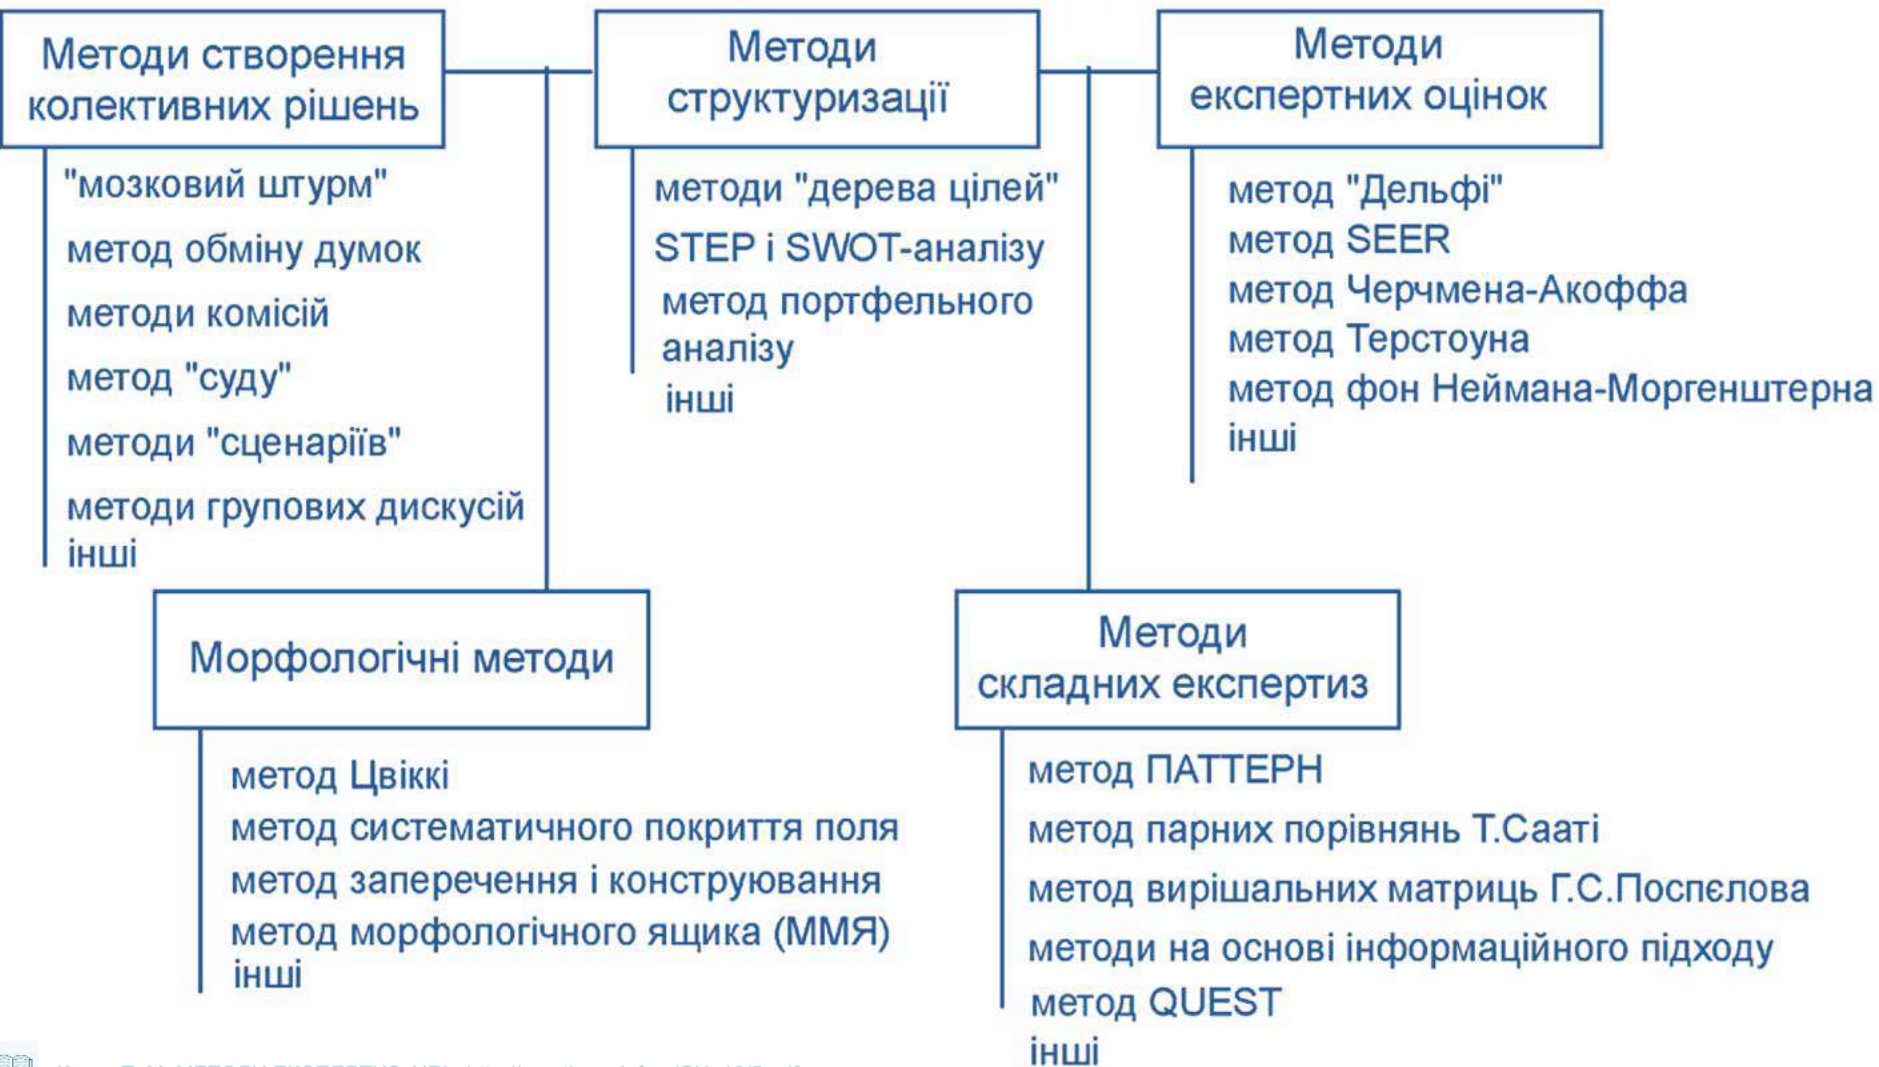 Методи створення
колективних рішень
"мозковий штурм"
метод обміну думок
методи комісій
метод "суду"
методи "сценаріїв"
методи групових дискусій
інші
Методи
структуризації
методи "дерева цілей"
STEP і SWOT-аналізу
метод портфельного
аналізу
інші
Методи
експертних оцінок
метод "Дельфі"
метод SEER
метод Черчмена-Акоффа
метод Терстоуна
метод фон Неймана-Моргенштерна
інші
Морфологічні методи
метод Цвіккі
метод систематичного покриття поля
метод заперечення і конструювання
метод морфологічного ящика (ММЯ)
інші
Методи
складних експертиз
метод ПАТТЕРН
метод парних порівнянь Т.Сааті
метод вирішальних матриць Г.С.Поспєлова
методи на основі інформаційного підходу
метод QUEST
інші